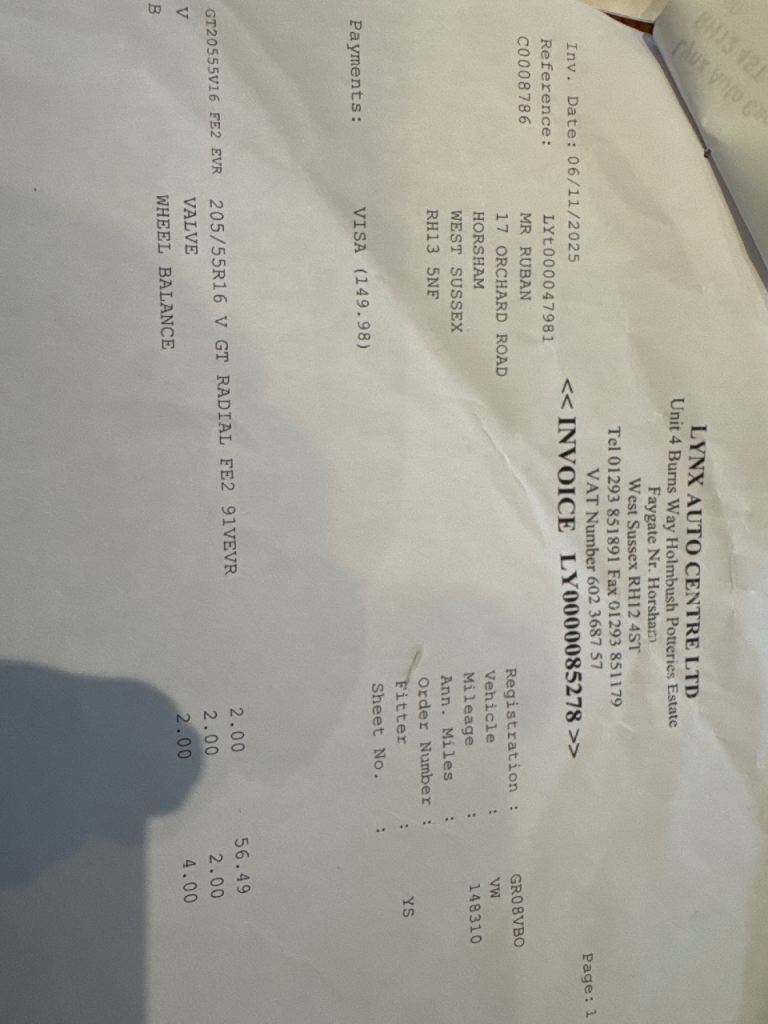 LYNX AUTO CENTRE LTD
Unit 4 Burns Way Holmbush Potteries Estate
Faygate Nr. Horsham
West Sussex RH12 4ST
Tel 01293 851891 Fax 01293 851179
VAT Number 602 3687 57
Page: 1
<< INVOICE LY0000085278 >>
Inv. Date: 06/11/2025
Reference: LYt000047981
C0008786 MR RUBAN
17 ORCHARD ROAD
HORSHAM
WEST SUSSEX
RH13 5NF
Registration : GR08VBO
Vehicle : VW
Mileage : 148310
Ann. Miles :
Order Number :
Fitter : YS
Sheet No. :
Payments: VISA (149.98)
GT20555V16 FE2 EVR 205/55R16 V GT RADIAL FE2 91VEVR 2.00 56.49
V VALVE 2.00 2.00
B WHEEL BALANCE 2.00 4.00